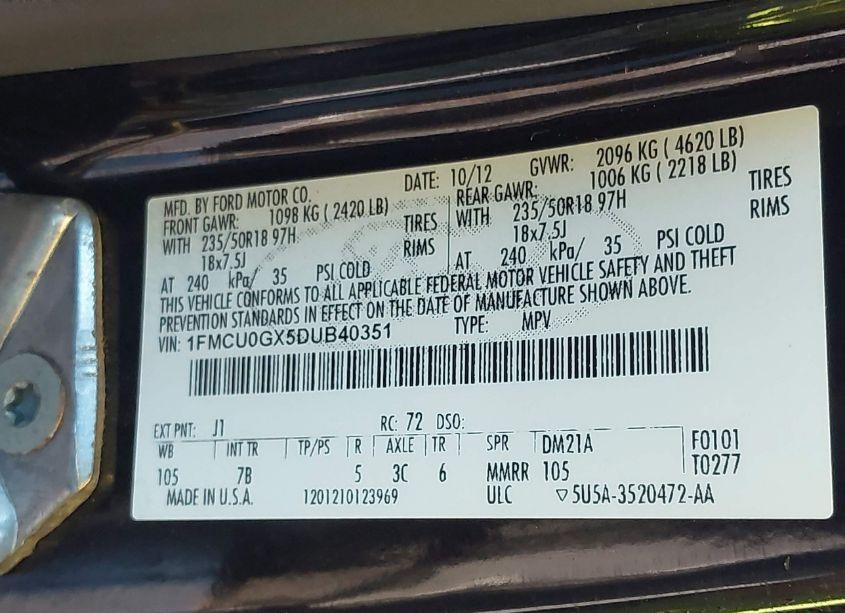 MFD. BY FORD MOTOR CO. DATE: 10/12 GVWR: 2096 KG ( 4620 LB)
FRONT GAWR: 1098 KG ( 2420 LB) REAR GAWR: 1006 KG ( 2218 LB)
WITH 235/50R18 97H TIRES WITH 235/50R18 97H TIRES
18x7.5J RIMS 18x7.5J RIMS
AT 240 kPa/ 35 PSI COLD AT 240 kPa/ 35 PSI COLD
THIS VEHICLE CONFORMS TO ALL APPLICABLE FEDERAL MOTOR VEHICLE SAFETY AND THEFT
PREVENTION STANDARDS IN EFFECT ON THE DATE OF MANUFACTURE SHOWN ABOVE.
VIN: 1FMCU0GX5DUB40351 TYPE: MPV
EXT PNT: J1 RC: 72 DSO:
WB INT TR TP/PS R AXLE TR SPR DM21A F0101
105 7B 5 3C 6 MMRR 105 T0277
MADE IN U.S.A. 1201210123969 ULC ▽5U5A-3520472-AA